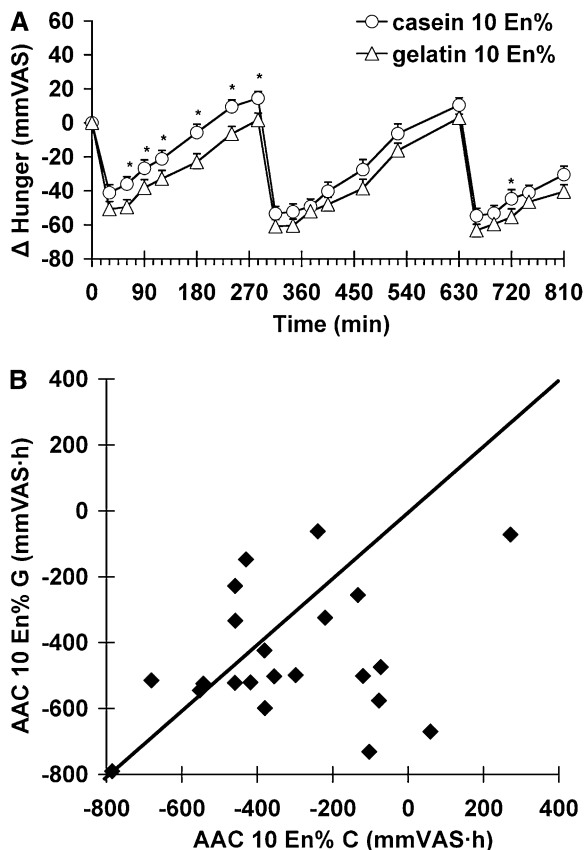 A
60
40
20
0
-20
-40
-60
-80
Δ Hunger (mmVAS)
casein 10 En%
gelatin 10 En%
* * * * * *
*
0 90 180 270 360 450 540 630 720 810
Time (min)
B
400
200
0
-200
-400
-600
-800
AAC 10 En% G (mmVAS·h)
-800 -600 -400 -200 0 200 400
AAC 10 En% C (mmVAS·h)